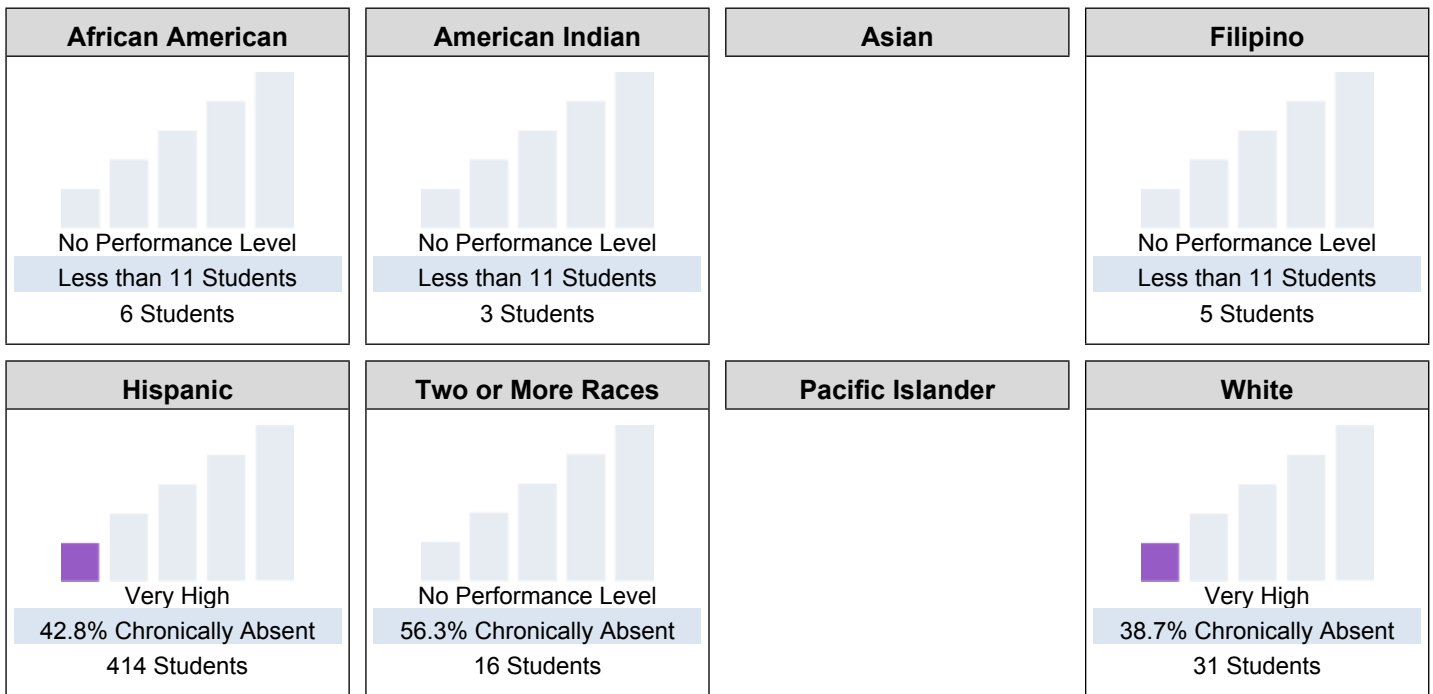 African American
No Performance Level
Less than 11 Students
6 Students
American Indian
No Performance Level
Less than 11 Students
3 Students
Asian
Filipino
No Performance Level
Less than 11 Students
5 Students
Hispanic
Very High
42.8% Chronically Absent
414 Students
Two or More Races
No Performance Level
56.3% Chronically Absent
16 Students
Pacific Islander
White
Very High
38.7% Chronically Absent
31 Students